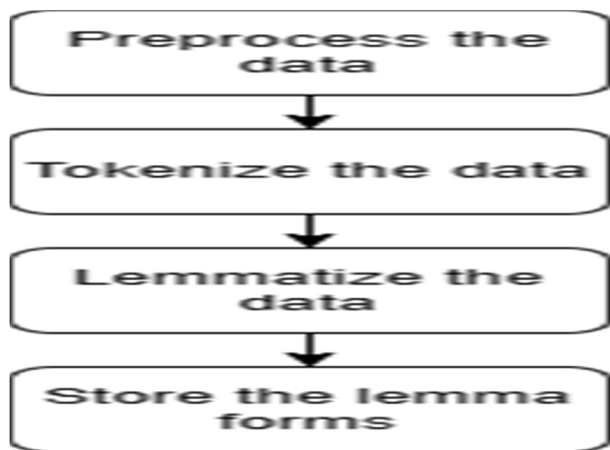 Preprocess the
data
Tokenize the data
Lemmatize the
data
Store the lemma
forms